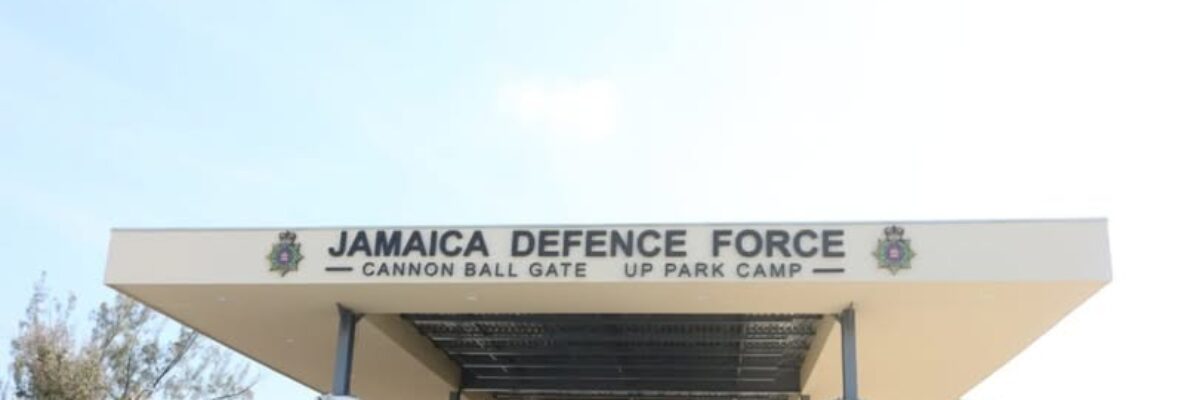 JAMAICA DEFENCE FORCE
CANNON BALL GATE UP PARK CAMP